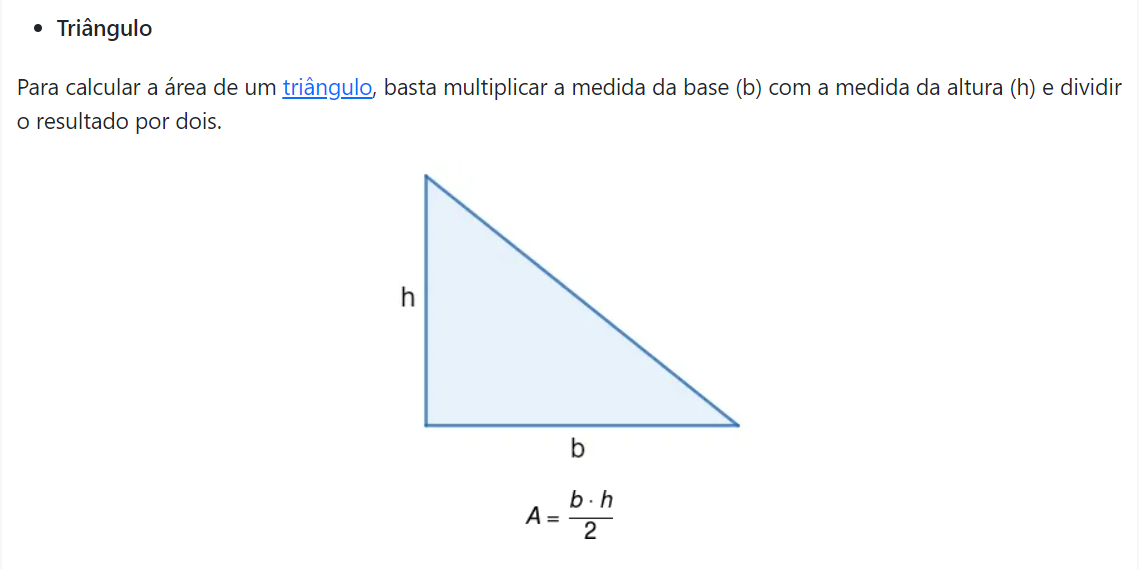 • Triângulo
Para calcular a área de um triângulo, basta multiplicar a medida da base (b) com a medida da altura (h) e dividir
o resultado por dois.
h
b
A = b · h / 2